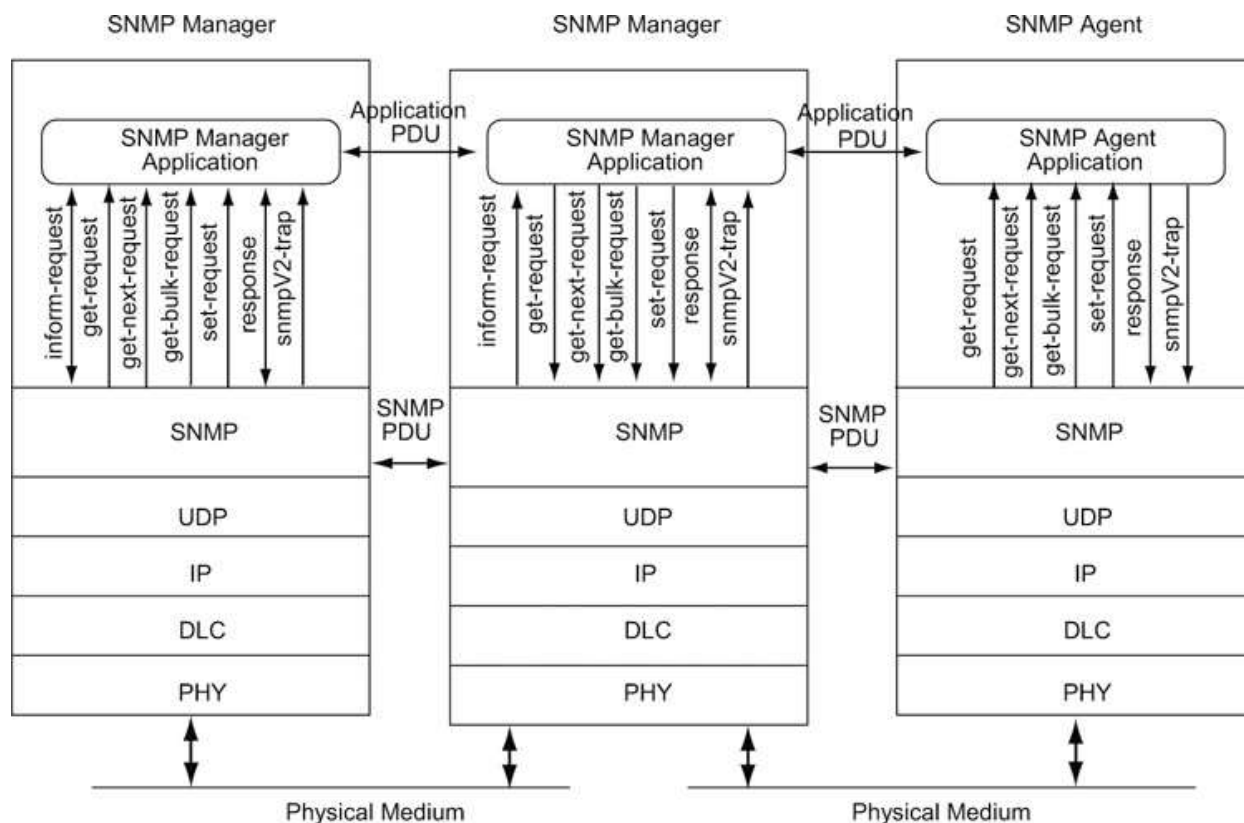 SNMP Manager
SNMP Manager
SNMP Agent
SNMP Manager
Application
Application
PDU
SNMP Manager
Application
Application
PDU
SNMP Agent
Application
inform-request
get-request
get-next-request
get-bulk-request
set-request
response
snmpV2-trap
inform-request
get-request
get-next-request
get-bulk-request
set-request
response
snmpV2-trap
get-request
get-next-request
get-bulk-request
set-request
response
snmpV2-trap
SNMP
SNMP
PDU
SNMP
SNMP
PDU
SNMP
UDP
UDP
UDP
IP
IP
IP
DLC
DLC
DLC
PHY
PHY
PHY
Physical Medium
Physical Medium